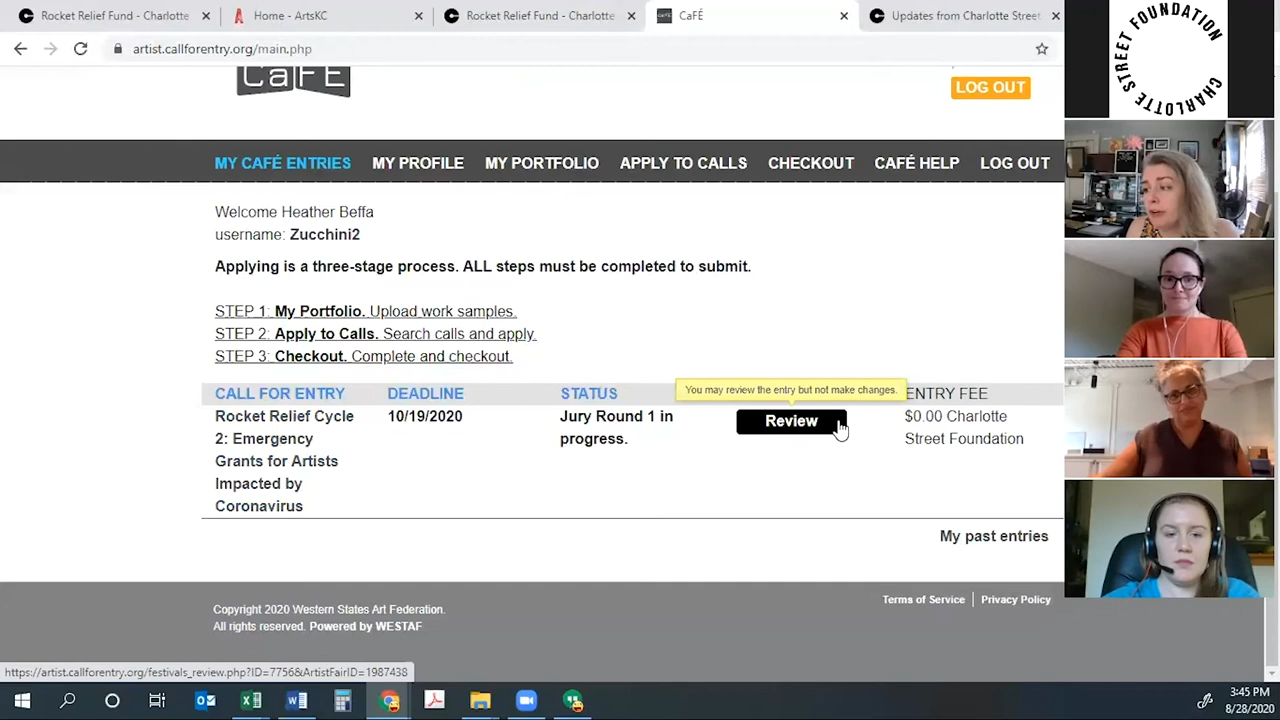 Rocket Relief Fund - Charlotte
Home - ArtsKC
Rocket Relief Fund - Charlotte
CaFÉ
Updates from Charlotte Street
artist.callforentry.org/main.php
CaFÉ
LOG OUT
STREET FOUNDATION CHARLOTTE
MY CAFÉ ENTRIES MY PROFILE MY PORTFOLIO APPLY TO CALLS CHECKOUT CAFÉ HELP LOG OUT
Welcome Heather Beffa
username: Zucchini2
Applying is a three-stage process. ALL steps must be completed to submit.
STEP 1: My Portfolio. Upload work samples.
STEP 2: Apply to Calls. Search calls and apply.
STEP 3: Checkout. Complete and checkout.
You may review the entry but not make changes.
CALL FOR ENTRY DEADLINE STATUS ENTRY FEE
Rocket Relief Cycle 10/19/2020 Jury Round 1 in Review $0.00 Charlotte
2: Emergency progress. Street Foundation
Grants for Artists
Impacted by
Coronavirus
My past entries
Copyright 2020 Western States Art Federation.
All rights reserved. Powered by WESTAF
Terms of Service Privacy Policy
https://artist.callforentry.org/festivals_review.php?ID=7756&ArtistFairID=1987438
3:45 PM
8/28/2020